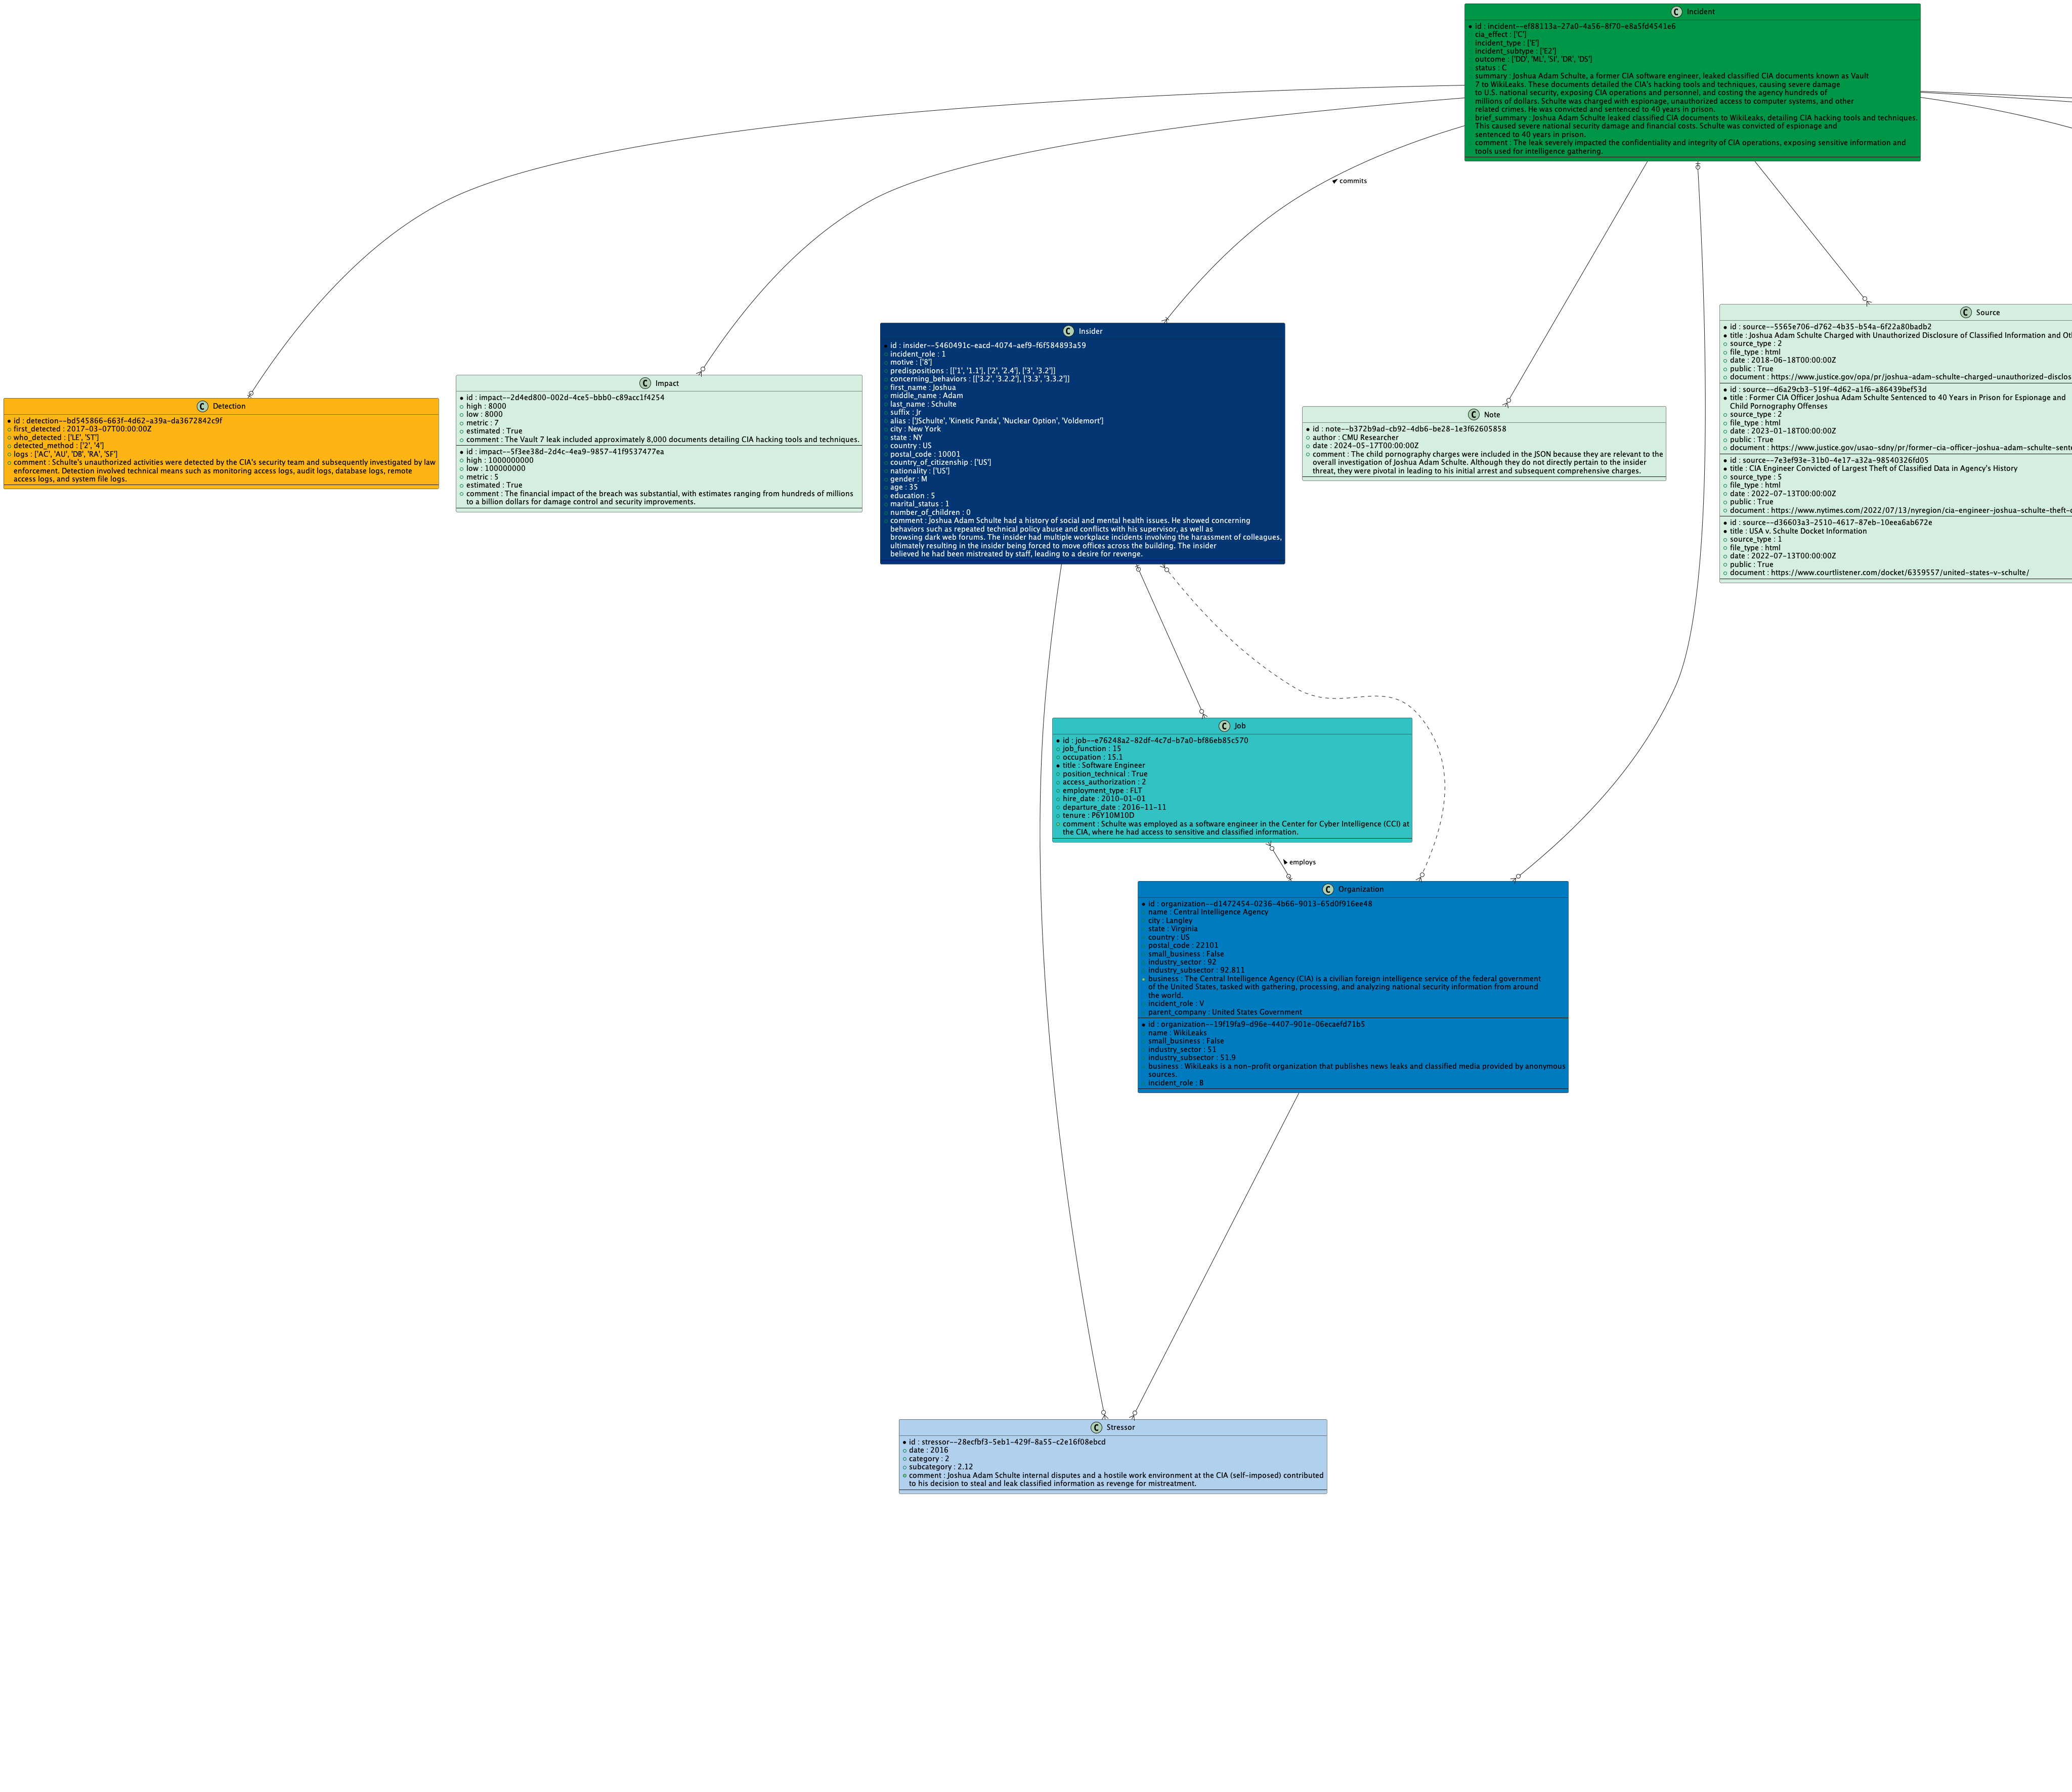 Incident
id : incident--ef88113a-27a0-4a56-8f70-e8a5fd4541e6
cia_effect : ['C']
incident_type : ['E']
incident_subtype : ['E2']
outcome : ['DD', 'ML', 'SI', 'DR', 'DS']
status : C
summary : Joshua Adam Schulte, a former CIA software engineer, leaked classified CIA documents known as Vault
7 to WikiLeaks. These documents detailed the CIA's hacking tools and techniques, causing severe damage
to U.S. national security, exposing CIA operations and personnel, and costing the agency hundreds of
millions of dollars. Schulte was charged with espionage, unauthorized access to computer systems, and other
related crimes. He was convicted and sentenced to 40 years in prison.
brief_summary : Joshua Adam Schulte leaked classified CIA documents to WikiLeaks, detailing CIA hacking tools and techniques.
This caused severe national security damage and financial costs. Schulte was convicted of espionage and
sentenced to 40 years in prison.
comment : The leak severely impacted the confidentiality and integrity of CIA operations, exposing sensitive information and
tools used for intelligence gathering.
commits
Detection
id : detection--bd545866-663f-4d62-a39a-da3672842c9f
first_detected : 2017-03-07T00:00:00Z
who_detected : ['LE', 'ST']
detected_method : ['2', '4']
logs : ['AC', 'AU', 'DB', 'RA', 'SF']
comment : Schulte's unauthorized activities were detected by the CIA's security team and subsequently investigated by law
enforcement. Detection involved technical means such as monitoring access logs, audit logs, database logs, remote
access logs, and system file logs.
Impact
id : impact--2d4ed800-002d-4ce5-bbb0-c89acc1f4254
high : 8000
low : 8000
metric : 7
estimated : True
comment : The Vault 7 leak included approximately 8,000 documents detailing CIA hacking tools and techniques.
id : impact--5f3ee38d-2d4c-4ea9-9857-41f9537477ea
high : 1000000000
low : 100000000
metric : 5
estimated : True
comment : The financial impact of the breach was substantial, with estimates ranging from hundreds of millions
to a billion dollars for damage control and security improvements.
Insider
id : insider--5460491c-eacd-4074-aef9-f6f584893a59
incident_role : 1
motive : ['8']
predispositions : [['1', '1.1'], ['2', '2.4'], ['3', '3.2']]
concerning_behaviors : [['3.2', '3.2.2'], ['3.3', '3.3.2']]
first_name : Joshua
middle_name : Adam
last_name : Schulte
suffix : Jr
alias : ['JSchulte', 'Kinetic Panda', 'Nuclear Option', 'Voldemort']
city : New York
state : NY
country : US
postal_code : 10001
country_of_citizenship : ['US']
nationality : ['US']
gender : M
age : 35
education : 5
marital_status : 1
number_of_children : 0
comment : Joshua Adam Schulte had a history of social and mental health issues. He showed concerning
behaviors such as repeated technical policy abuse and conflicts with his supervisor, as well as
browsing dark web forums. The insider had multiple workplace incidents involving the harassment of colleagues,
ultimately resulting in the insider being forced to move offices across the building. The insider
believed he had been mistreated by staff, leading to a desire for revenge.
Note
id : note--b372b9ad-cb92-4db6-be28-1e3f62605858
author : CMU Researcher
date : 2024-05-17T00:00:00Z
comment : The child pornography charges were included in the JSON because they are relevant to the
overall investigation of Joshua Adam Schulte. Although they do not directly pertain to the insider
threat, they were pivotal in leading to his initial arrest and subsequent comprehensive charges.
Source
id : source--5565e706-d762-4b35-b54a-6f22a80badb2
title : Joshua Adam Schulte Charged with Unauthorized Disclosure of Classified Information and Oth
source_type : 2
file_type : html
date : 2018-06-18T00:00:00Z
public : True
document : https://www.justice.gov/opa/pr/joshua-adam-schulte-charged-unauthorized-disclos
id : source--d6a29cb3-519f-4d62-a1f6-a86439bef53d
title : Former CIA Officer Joshua Adam Schulte Sentenced to 40 Years in Prison for Espionage and
Child Pornography Offenses
source_type : 2
file_type : html
date : 2023-01-18T00:00:00Z
public : True
document : https://www.justice.gov/usao-sdny/pr/former-cia-officer-joshua-adam-schulte-sente
id : source--7e3ef93e-31b0-4e17-a32a-98540326fd05
title : CIA Engineer Convicted of Largest Theft of Classified Data in Agency's History
source_type : 5
file_type : html
date : 2022-07-13T00:00:00Z
public : True
document : https://www.nytimes.com/2022/07/13/nyregion/cia-engineer-joshua-schulte-theft-c
id : source--d36603a3-2510-4617-87eb-10eea6ab672e
title : USA v. Schulte Docket Information
source_type : 1
file_type : html
date : 2022-07-13T00:00:00Z
public : True
document : https://www.courtlistener.com/docket/6359557/united-states-v-schulte/
Job
id : job--e76248a2-82df-4c7d-b7a0-bf86eb85c570
job_function : 15
occupation : 15.1
title : Software Engineer
position_technical : True
access_authorization : 2
employment_type : FLT
hire_date : 2010-01-01
departure_date : 2016-11-11
tenure : P6Y10M10D
comment : Schulte was employed as a software engineer in the Center for Cyber Intelligence (CCI) at
the CIA, where he had access to sensitive and classified information.
employs
Organization
id : organization--d1472454-0236-4b66-9013-65d0f916ee48
name : Central Intelligence Agency
city : Langley
state : Virginia
country : US
postal_code : 22101
small_business : False
industry_sector : 92
industry_subsector : 92.811
business : The Central Intelligence Agency (CIA) is a civilian foreign intelligence service of the federal government
of the United States, tasked with gathering, processing, and analyzing national security information from around
the world.
incident_role : V
parent_company : United States Government
id : organization--19f19fa9-d96e-4407-901e-06ecaefd71b5
name : WikiLeaks
small_business : False
industry_sector : 51
industry_subsector : 51.9
business : WikiLeaks is a non-profit organization that publishes news leaks and classified media provided by anonymous
sources.
incident_role : B
Stressor
id : stressor--28ecfbf3-5eb1-429f-8a55-c2e16f08ebcd
date : 2016
category : 2
subcategory : 2.12
comment : Joshua Adam Schulte internal disputes and a hostile work environment at the CIA (self-imposed) contributed
to his decision to steal and leak classified information as revenge for mistreatment.